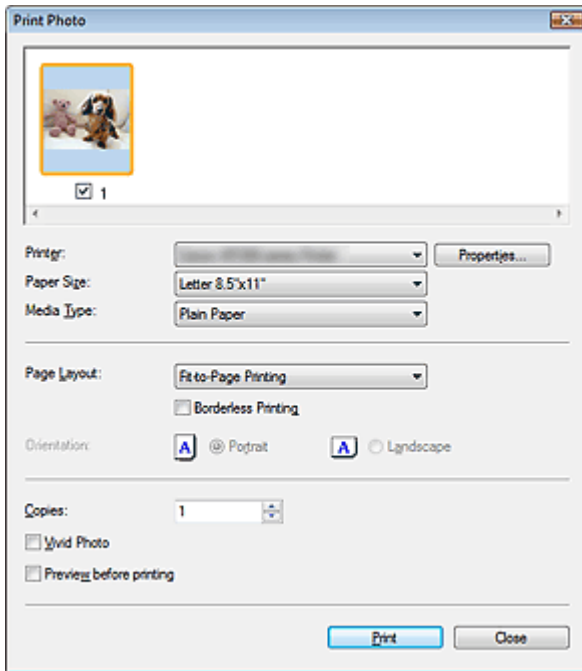 Print Photo
1
Printer:
Properties...
Paper Size: Letter 8.5"x11"
Media Type: Plain Paper
Page Layout: Fit-to-Page Printing
Borderless Printing
Orientation: A Portrait A Landscape
Copies: 1
Vivid Photo
Preview before printing
Print Close